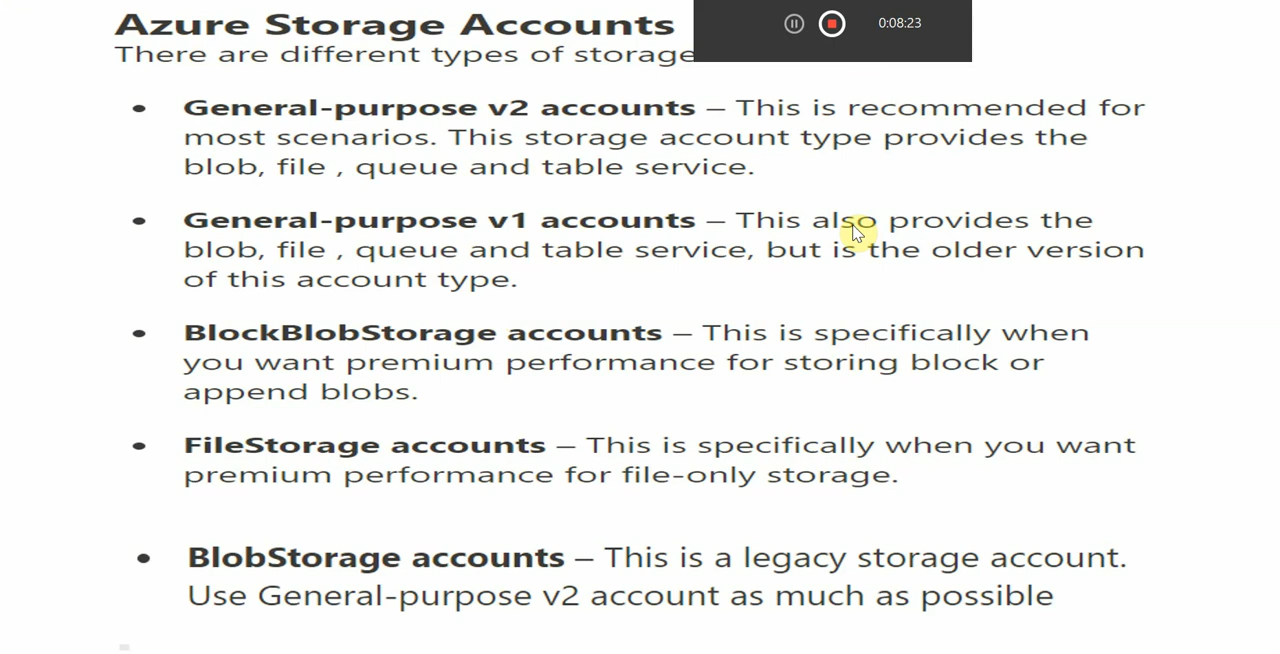 Azure Storage Accounts
0:08:23
There are different types of storage
• General-purpose v2 accounts – This is recommended for
most scenarios. This storage account type provides the
blob, file , queue and table service.
• General-purpose v1 accounts – This also provides the
blob, file , queue and table service, but is the older version
of this account type.
• BlockBlobStorage accounts – This is specifically when
you want premium performance for storing block or
append blobs.
• FileStorage accounts – This is specifically when you want
premium performance for file-only storage.
• BlobStorage accounts – This is a legacy storage account.
Use General-purpose v2 account as much as possible